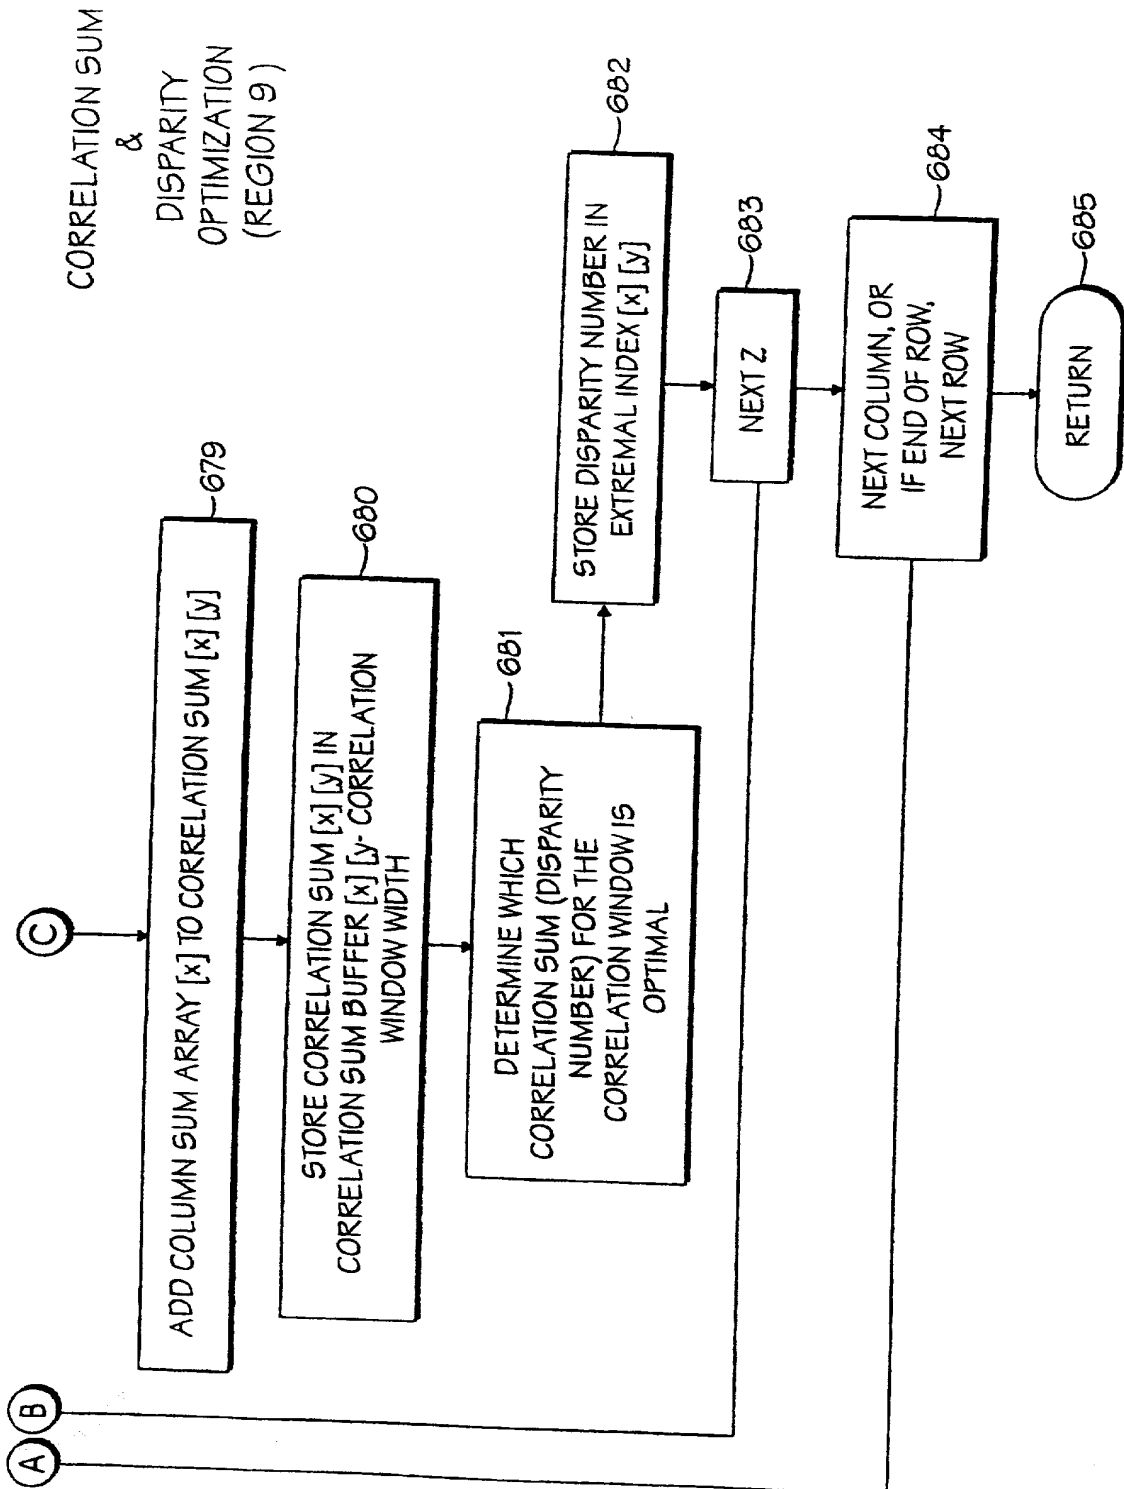 CORRELATION SUM
&
DISPARITY
OPTIMIZATION
(REGION 9)
A
B
C
ADD COLUMN SUM ARRAY [x] TO CORRELATION SUM [x] [y]
679
STORE CORRELATION SUM [x] [y] IN
CORRELATION SUM BUFFER [x] [y- CORRELATION
WINDOW WIDTH
680
DETERMINE WHICH
CORRELATION SUM (DISPARITY
NUMBER) FOR THE
CORRELATION WINDOW IS
OPTIMAL
681
STORE DISPARITY NUMBER IN
EXTREMAL INDEX [x] [y]
682
NEXT Z
683
NEXT COLUMN, OR
IF END OF ROW,
NEXT ROW
684
RETURN
685